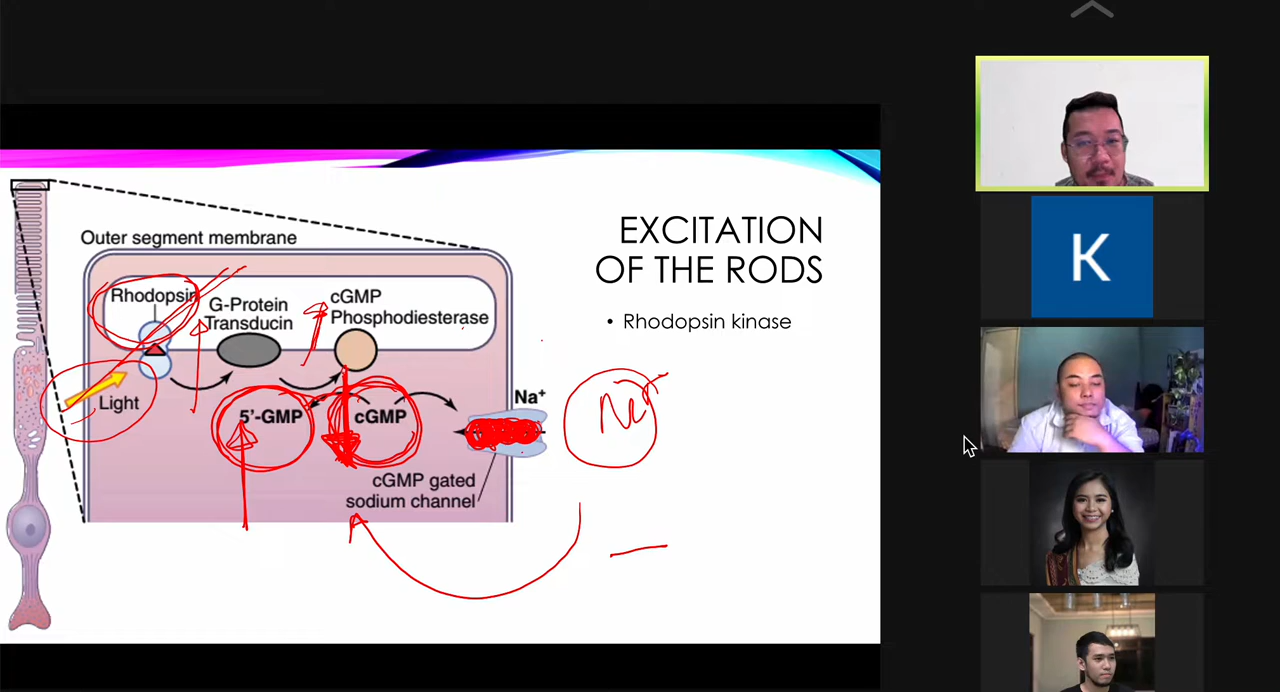 EXCITATION
OF THE RODS
• Rhodopsin kinase
Outer segment membrane
Rhodopsin
G-Protein
Transducin
cGMP
Phosphodiesterase
Light
5'-GMP
cGMP
Na⁺
Na⁺
cGMP gated
sodium channel
K